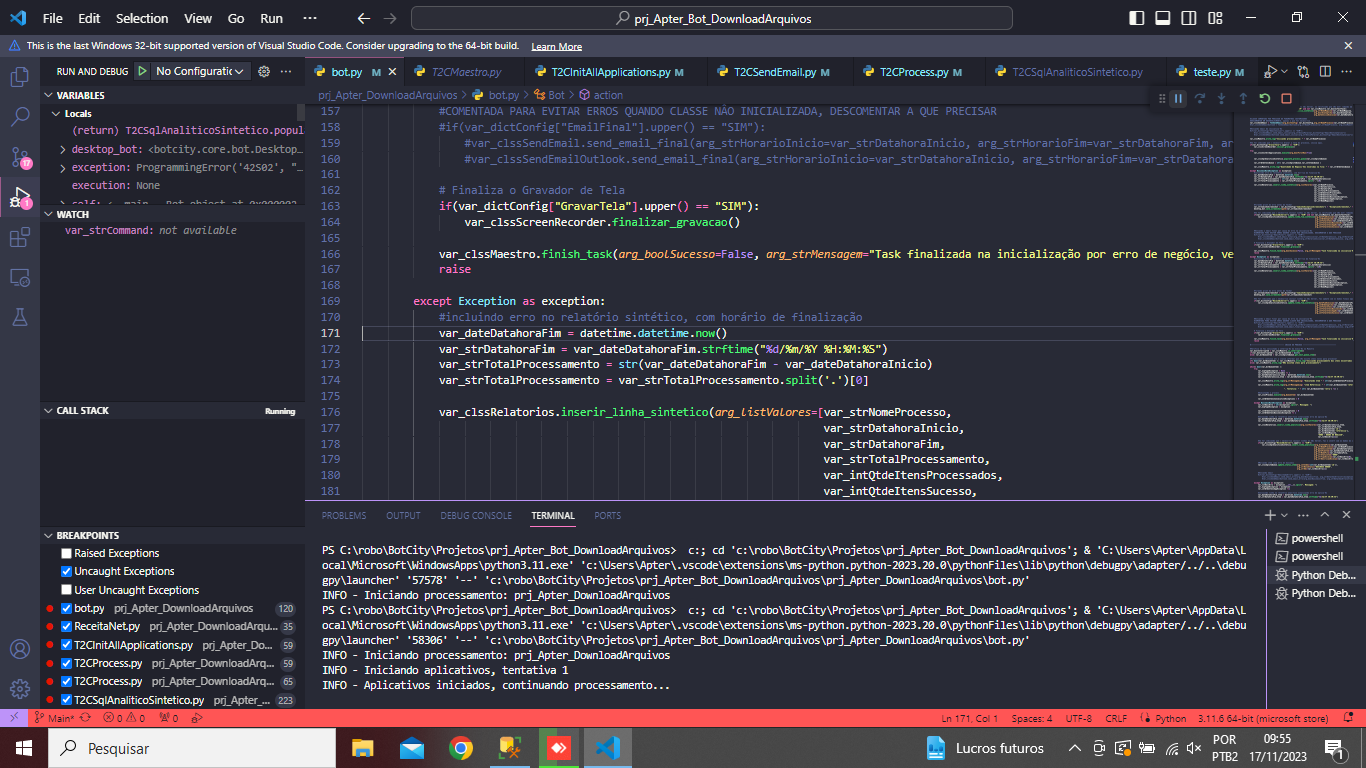 File Edit Selection View Go Run ··· prj_Apter_Bot_DownloadArquivos
This is the last Windows 32-bit supported version of Visual Studio Code. Consider upgrading to the 64-bit build. Learn More
RUN AND DEBUG No Configuratic ···
bot.py M T2CMaestro.py T2CInitAllApplications.py M T2CSendEmail.py M T2CProcess.py M T2CSqlAnaliticoSintetico.py teste.py M
prj_Apter_DownloadArquivos > bot.py > Bot > action
VARIABLES
Locals
(return) T2CSqlAnaliticoSintetico.popul
desktop_bot: <botcity.core.bot.Desktop…
exception: ProgrammingError('42S02', "…
execution: None
WATCH
var_strCommand: not available
CALL STACK Running
BREAKPOINTS
Raised Exceptions
Uncaught Exceptions
User Uncaught Exceptions
bot.py prj_Apter_DownloadArquivos 120
ReceitaNet.py prj_Apter_DownloadArqu... 35
T2CInitAllApplications.py prj_Apter_Do... 59
T2CProcess.py prj_Apter_DownloadArq... 59
T2CProcess.py prj_Apter_DownloadArq... 65
T2CSqlAnaliticoSintetico.py prj_Apter_... 223
157 #COMENTADA PARA EVITAR ERROS QUANDO CLASSE NÃO INICIALIZADA, DESCOMENTAR A QUE PRECISAR
158 #if(var_dictConfig["EmailFinal"].upper() == "SIM"):
159 #var_clssSendEmail.send_email_final(arg_strHorarioInicio=var_strDatahoraInicio, arg_strHorarioFim=var_strDatahoraFim, ar
160 #var_clssSendEmailOutlook.send_email_final(arg_strHorarioInicio=var_strDatahoraInicio, arg_strHorarioFim=var_strDatahora
161
162 # Finaliza o Gravador de Tela
163 if(var_dictConfig["GravarTela"].upper() == "SIM"):
164 var_clssScreenRecorder.finalizar_gravacao()
165
166 var_clssMaestro.finish_task(arg_boolSucesso=False, arg_strMensagem="Task finalizada na inicialização por erro de negócio, ve
167 raise
168
169 except Exception as exception:
170 #incluindo erro no relatório sintético, com horário de finalização
171 var_dateDatahoraFim = datetime.datetime.now()
172 var_strDatahoraFim = var_dateDatahoraFim.strftime("%d/%m/%Y %H:%M:%S")
173 var_strTotalProcessamento = str(var_dateDatahoraFim - var_dateDatahoraInicio)
174 var_strTotalProcessamento = var_strTotalProcessamento.split('.')[0]
175
176 var_clssRelatorios.inserir_linha_sintetico(arg_listValores=[var_strNomeProcesso,
177 var_strDatahoraInicio,
178 var_strDatahoraFim,
179 var_strTotalProcessamento,
180 var_intQtdeItensProcessados,
181 var_intQtdeItensSucesso,
PROBLEMS OUTPUT DEBUG CONSOLE TERMINAL PORTS
PS C:\robo\BotCity\Projetos\prj_Apter_Bot_DownloadArquivos> c:; cd 'c:\robo\BotCity\Projetos\prj_Apter_Bot_DownloadArquivos'; & 'C:\Users\Apter\AppData\L
ocal\Microsoft\WindowsApps\python3.11.exe' 'c:\Users\Apter\.vscode\extensions\ms-python.python-2023.20.0\pythonFiles\lib\python\debugpy\adapter/../..\debu
gpy\launcher' '57578' '--' 'c:\robo\BotCity\Projetos\prj_Apter_Bot_DownloadArquivos\prj_Apter_DownloadArquivos\bot.py'
INFO - Iniciando processamento: prj_Apter_DownloadArquivos
PS C:\robo\BotCity\Projetos\prj_Apter_Bot_DownloadArquivos> c:; cd 'c:\robo\BotCity\Projetos\prj_Apter_Bot_DownloadArquivos'; & 'C:\Users\Apter\AppData\L
ocal\Microsoft\WindowsApps\python3.11.exe' 'c:\Users\Apter\.vscode\extensions\ms-python.python-2023.20.0\pythonFiles\lib\python\debugpy\adapter/../..\debu
gpy\launcher' '58306' '--' 'c:\robo\BotCity\Projetos\prj_Apter_Bot_DownloadArquivos\prj_Apter_DownloadArquivos\bot.py'
INFO - Iniciando processamento: prj_Apter_DownloadArquivos
INFO - Iniciando aplicativos, tentativa 1
INFO - Aplicativos iniciados, continuando processamento...
powershell
powershell
Python Deb...
Python Deb...
17
1
Main* 0 0 0 Ln 171, Col 1 Spaces: 4 UTF-8 CRLF Python 3.11.6 64-bit (microsoft store)
Pesquisar Lucros futuros POR PTB2 09:55 17/11/2023 1